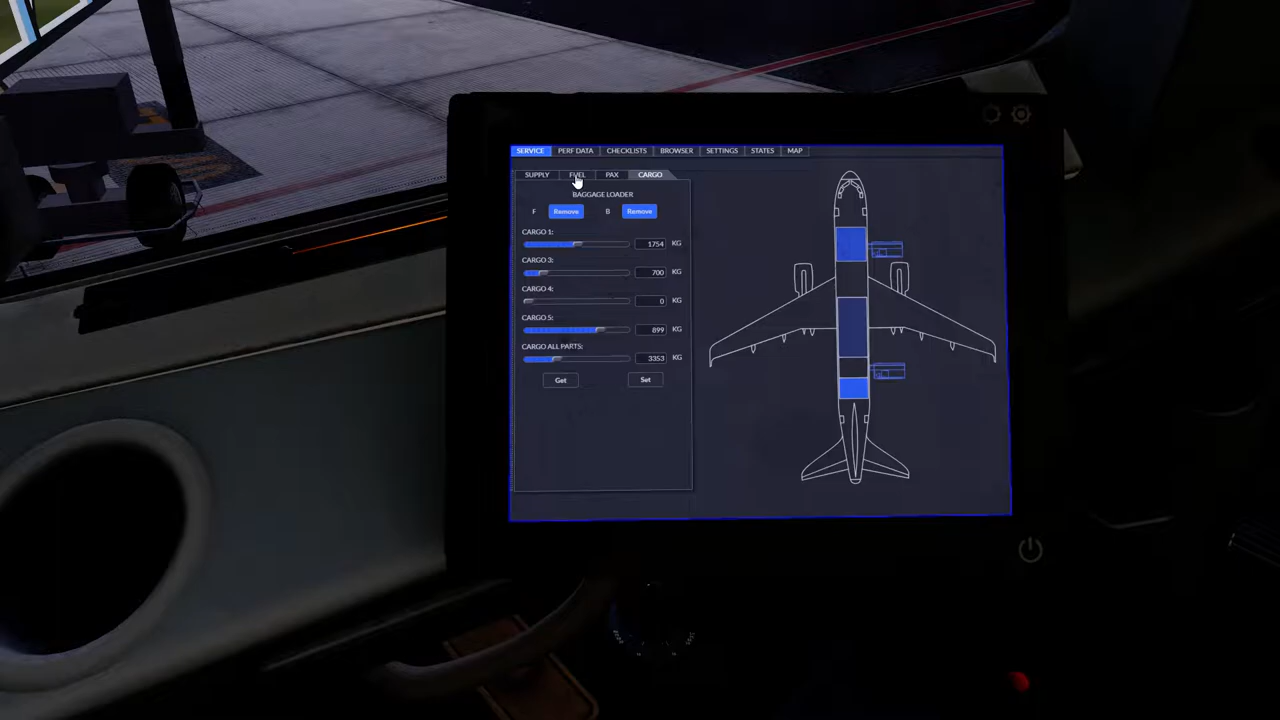 SERVICE PERF DATA CHECKLISTS BROWSER SETTINGS STATES MAP
SUPPLY FUEL PAX CARGO
BAGGAGE LOADER
F Remove B Remove
CARGO 1:
1754 KG
CARGO 3:
700 KG
CARGO 4:
0 KG
CARGO 5:
899 KG
CARGO ALL PARTS:
3353 KG
Get Set